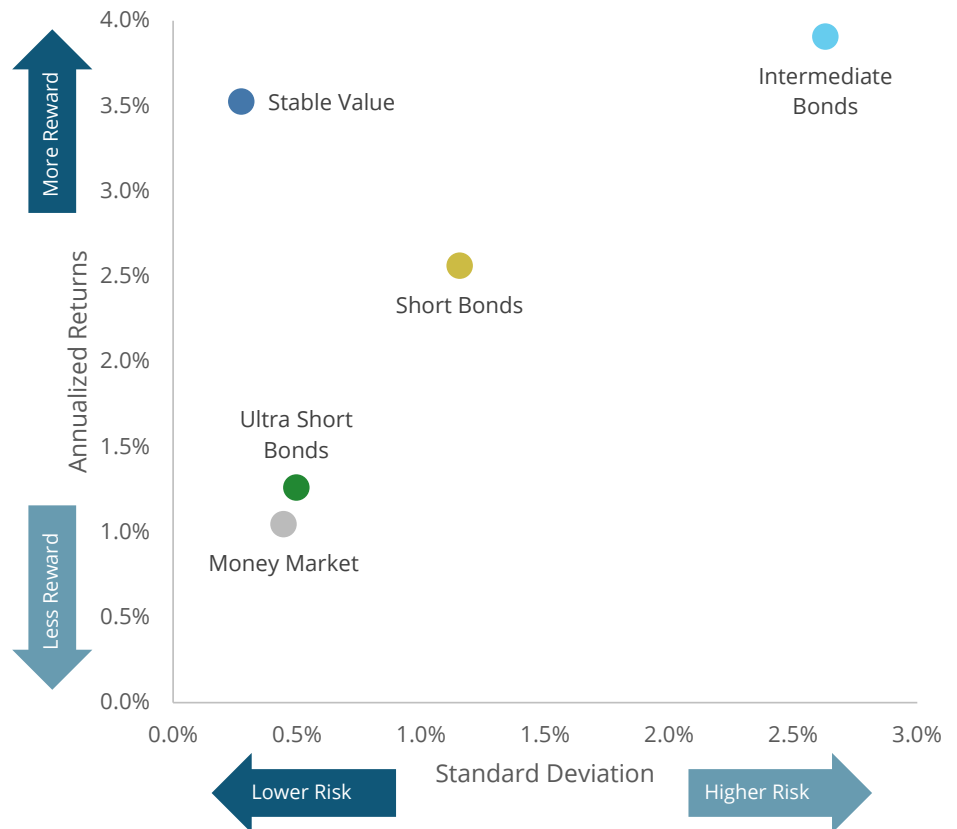 4.0%
3.5%
3.0%
2.5%
2.0%
1.5%
1.0%
0.5%
0.0%
More Reward
Annualized Returns
Less Reward
Intermediate
Bonds
Stable Value
Short Bonds
Ultra Short
Bonds
Money Market
0.0%
0.5%
1.0%
1.5%
2.0%
2.5%
3.0%
Standard Deviation
Lower Risk
Higher Risk